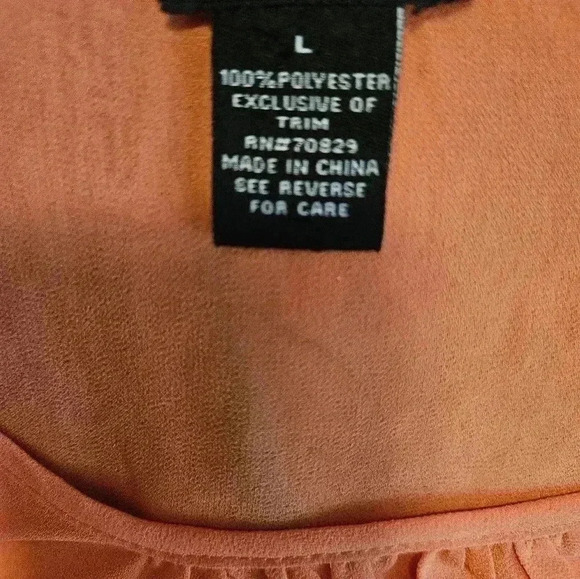 L
100%POLYESTER
EXCLUSIVE OF
TRIM
RN#70829
MADE IN CHINA
SEE REVERSE
FOR CARE